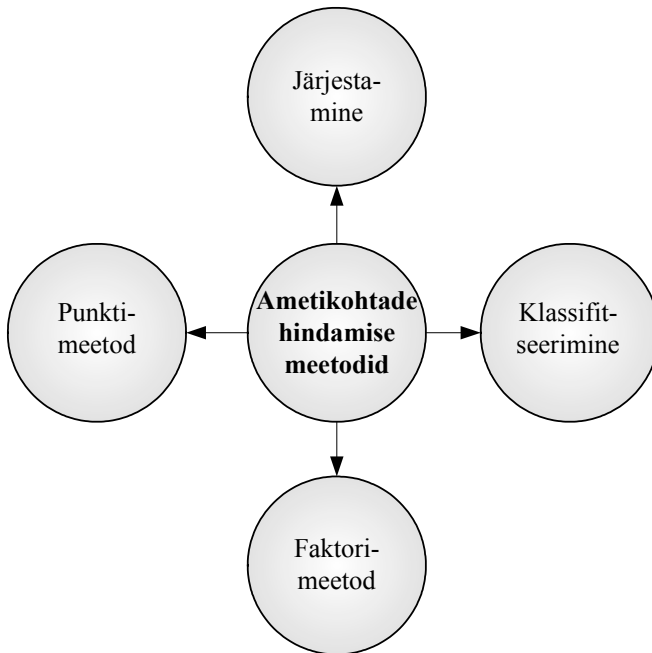 Järjesta-
mine
Punkti-
meetod
Ametikohtade
hindamise
meetodid
Klassifit-
seerimine
Faktori-
meetod